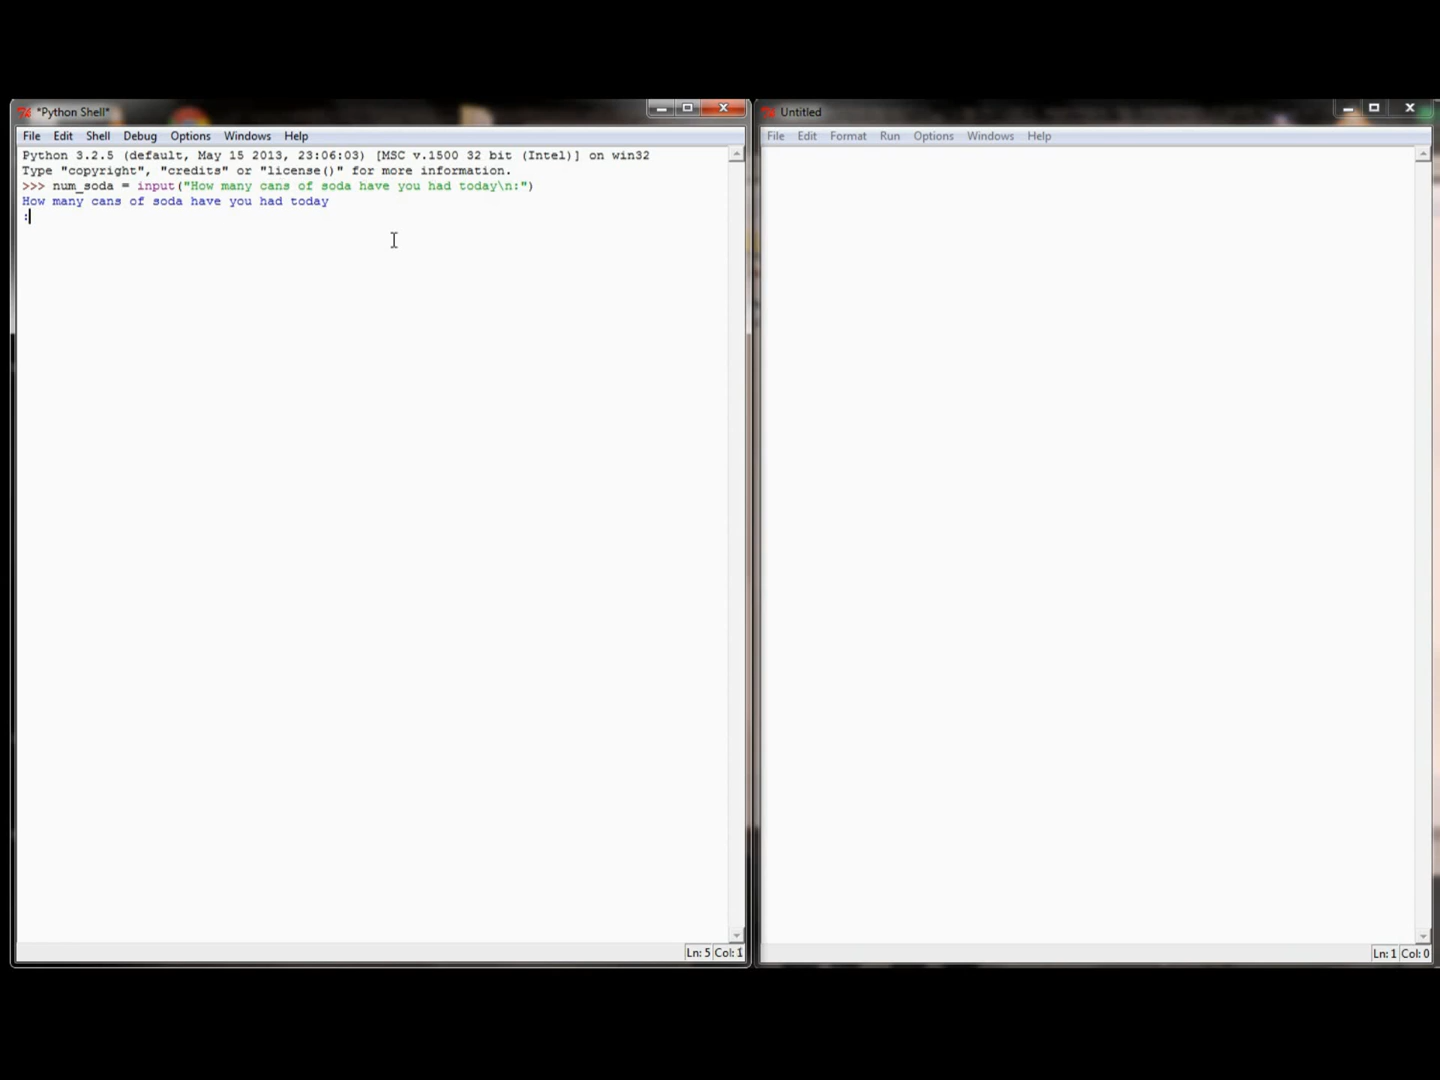 *Python Shell*
File Edit Shell Debug Options Windows Help
Python 3.2.5 (default, May 15 2013, 23:06:03) [MSC v.1500 32 bit (Intel)] on win32
Type "copyright", "credits" or "license()" for more information.
>>> num_soda = input("How many cans of soda have you had today\n:")
How many cans of soda have you had today
:
Ln: 5 Col: 1
Untitled
File Edit Format Run Options Windows Help
Ln: 1 Col: 0